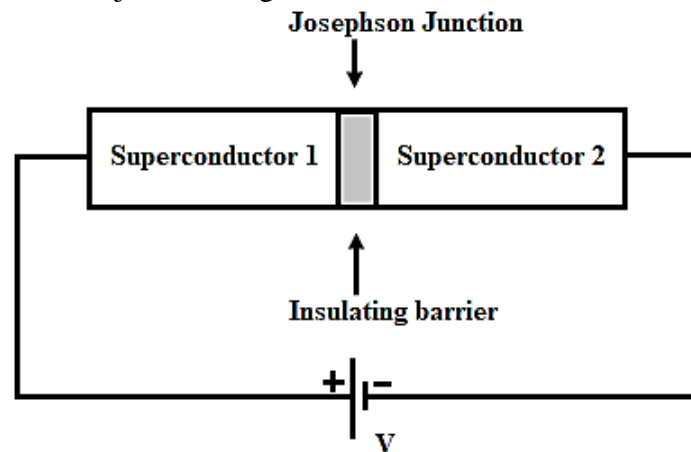 Josephson Junction
Superconductor 1
Superconductor 2
Insulating barrier
+ −
V